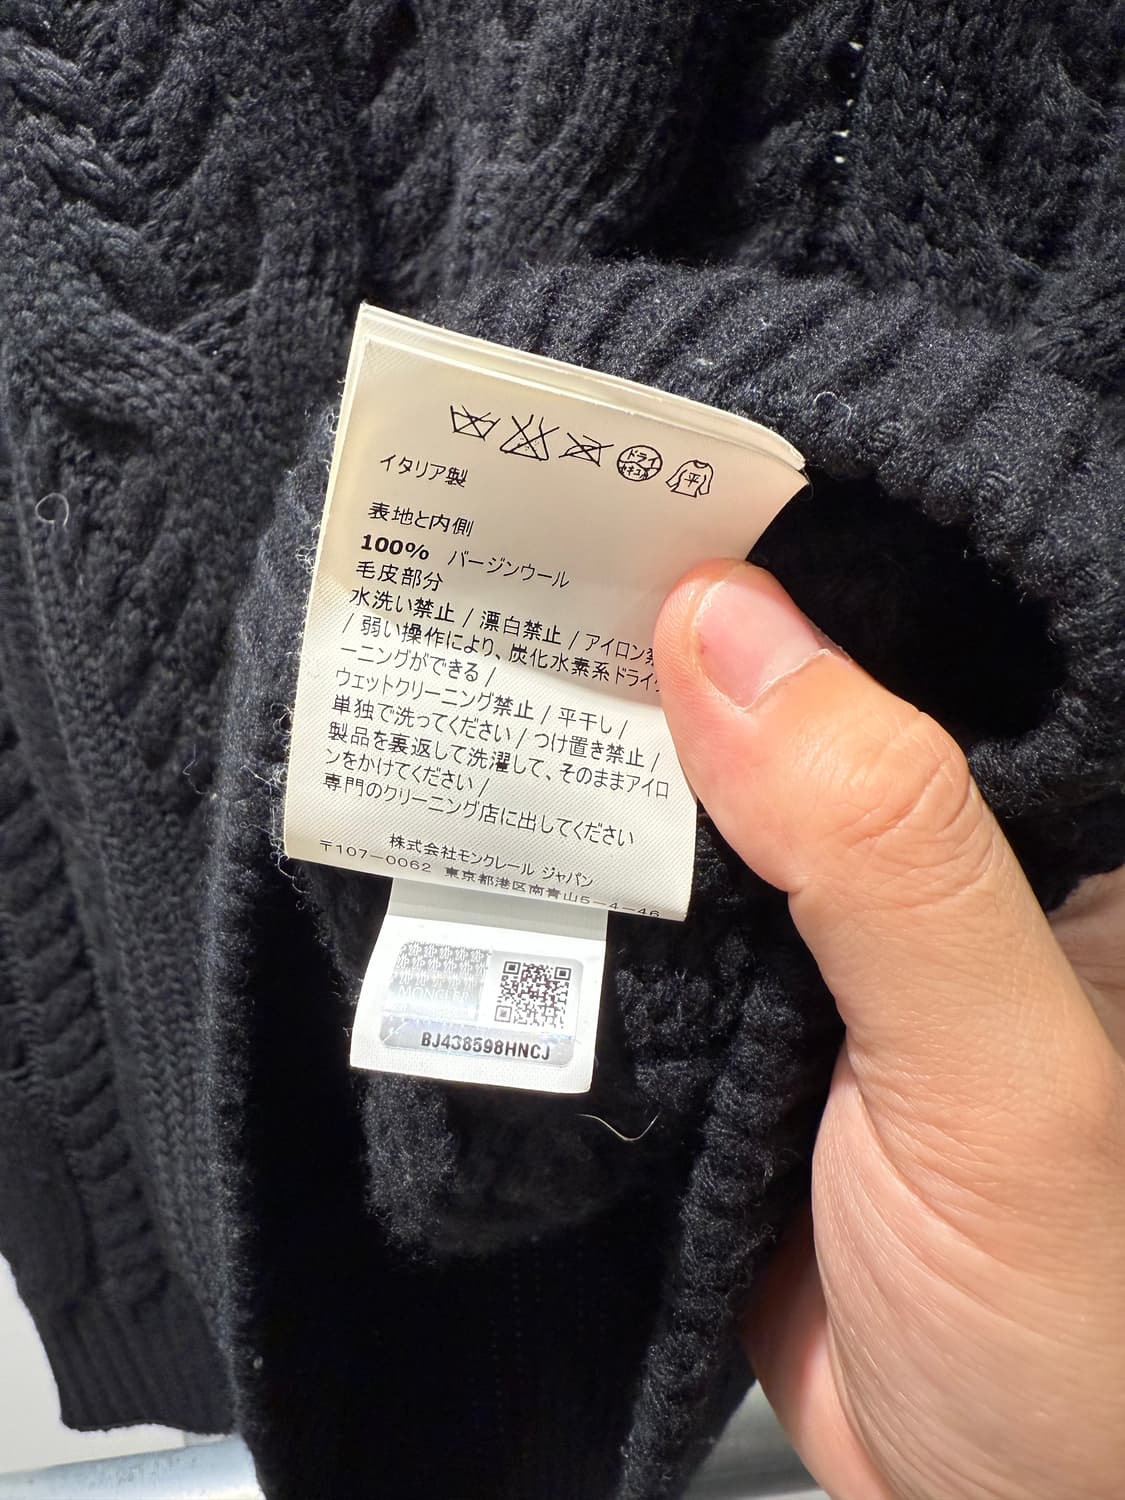 ドライ
平
イタリア製
表地と内側
100% バージンウール
毛皮部分
水洗い禁止 / 漂白禁止 / アイロン禁
/ 弱い操作により、炭化水素系ドライク
ーニングができる /
ウェットクリーニング禁止 / 平干し /
単独で洗ってください / つけ置き禁止 /
製品を裏返して洗濯して、そのままアイロ
ンをかけてください /
専門のクリーニング店に出してください
株式会社モンクレール ジャパン
〒107-0062 東京都港区南青山5-4-46
MONCLER
BJ438598HNCJ